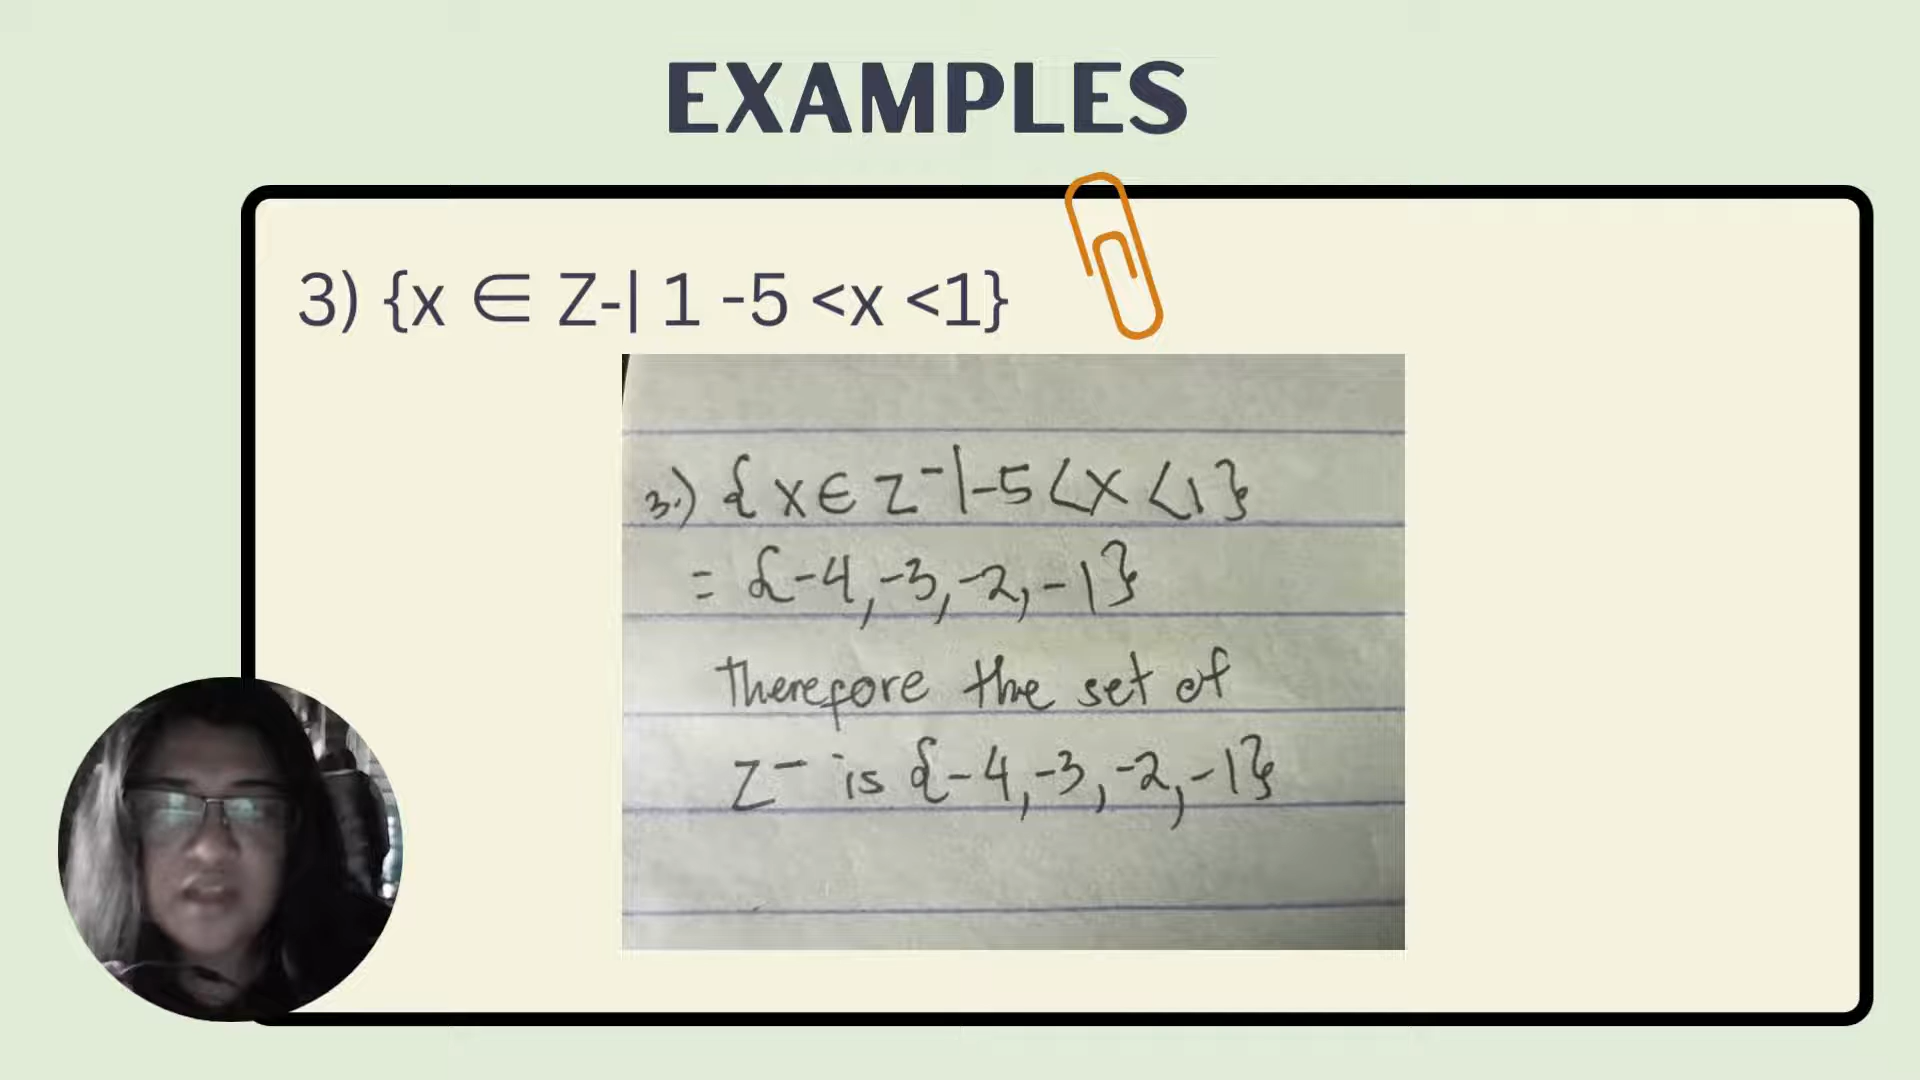 EXAMPLES
3) {x ∈ Z-| 1 -5 <x <1}
3.) {x ∈ Z⁻|-5<x<1}
= {-4,-3,-2,-1}
Therefore the set of
Z⁻ is {-4,-3,-2,-1}